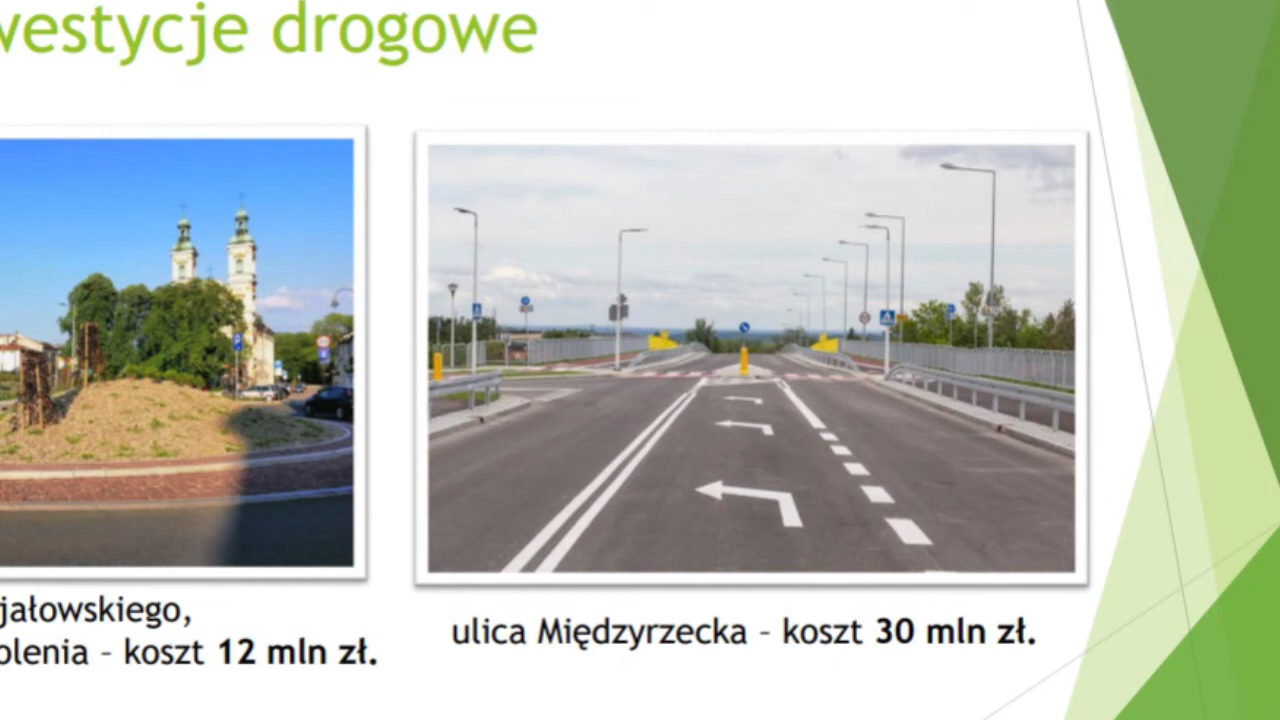 westycje drogowe
jałowskiego,
olenia – koszt 12 mln zł.
ulica Międzyrzecka – koszt 30 mln zł.